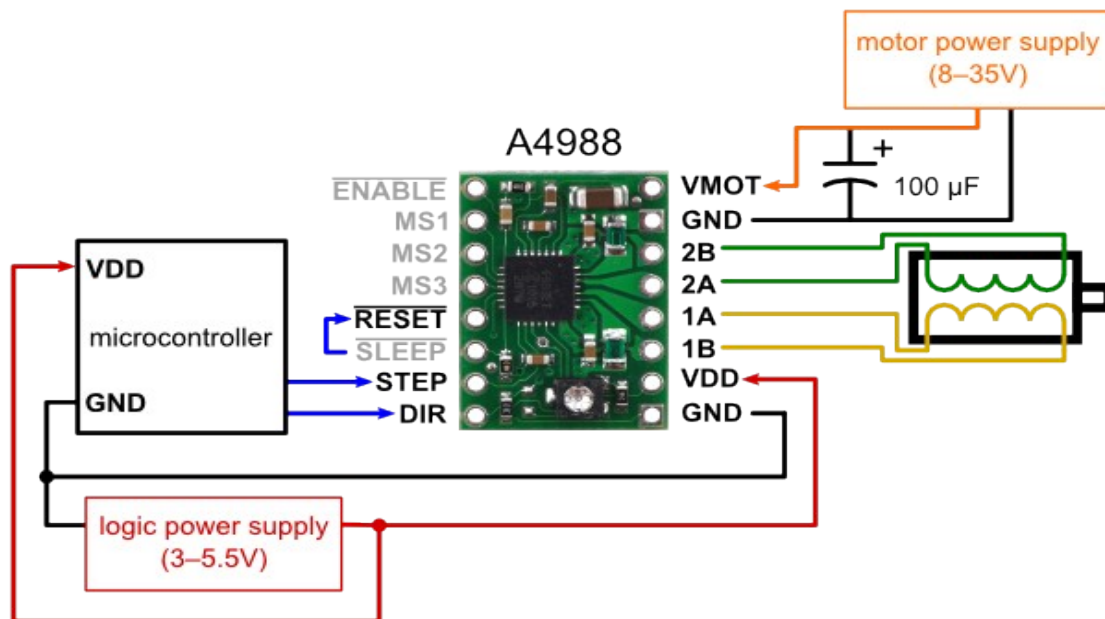 motor power supply
(8–35V)
A4988
ENABLE
MS1
MS2
MS3
RESET
SLEEP
STEP
DIR
VMOT
GND
2B
2A
1A
1B
VDD
GND
+
100 µF
VDD
microcontroller
GND
logic power supply
(3–5.5V)